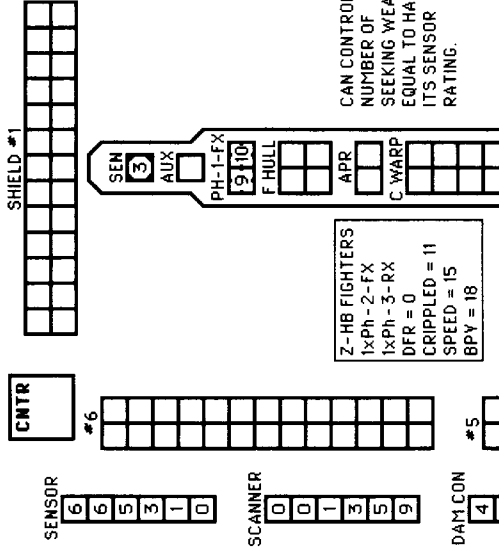 SHIELD #1
CNTR
SEN
3
AUX
PH-1-FX
9 10
F HULL
APR
C WARP
CAN CONTROL
NUMBER OF
SEEKING WEA
EQUAL TO HA
ITS SENSOR
RATING.
Z-HB FIGHTERS
1xPh-2-FX
1xPh-3-RX
DFR = 0
CRIPPLED = 11
SPEED = 15
BPV = 18
#6
#5
SENSOR
6
6
5
3
1
0
SCANNER
0
0
1
3
5
9
DAM CON
4